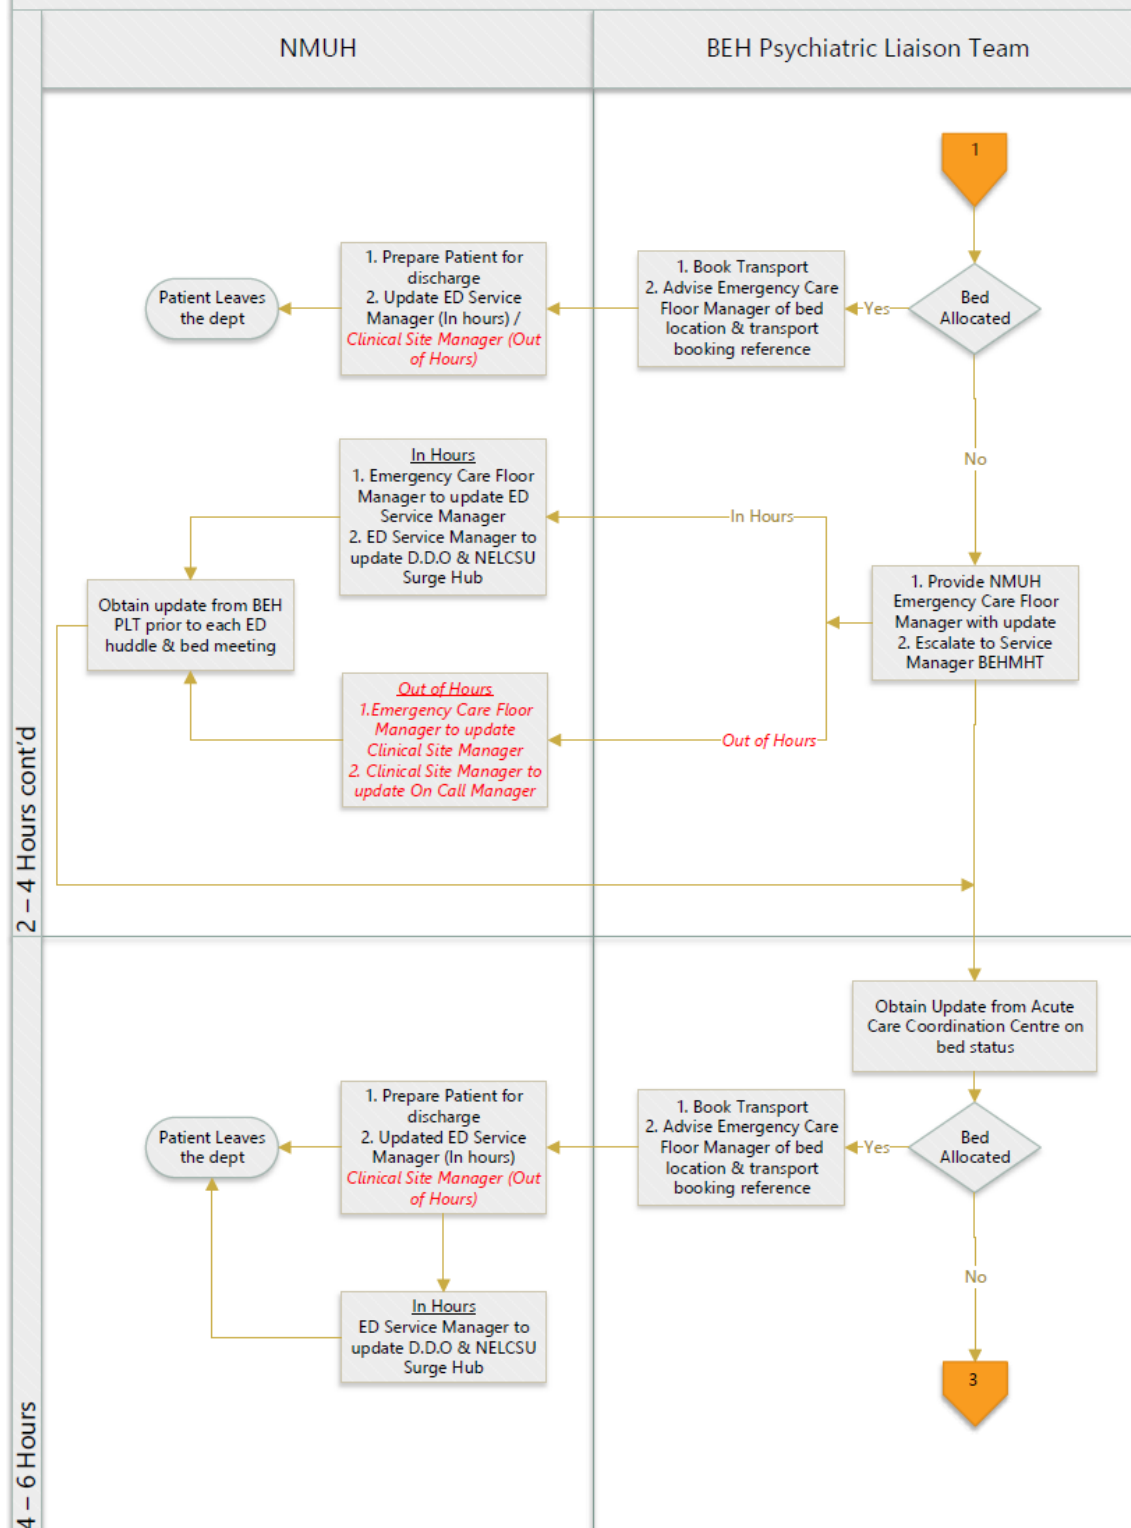 NMUH
BEH Psychiatric Liaison Team
2 – 4 Hours cont’d
1
Bed
Allocated
Yes
1. Book Transport
2. Advise Emergency Care
Floor Manager of bed
location & transport
booking reference
1. Prepare Patient for
discharge
2. Update ED Service
Manager (In hours) /
Clinical Site Manager (Out
of Hours)
Patient Leaves
the dept
No
1. Provide NMUH
Emergency Care Floor
Manager with update
2. Escalate to Service
Manager BEHMHT
In Hours
In Hours
1. Emergency Care Floor
Manager to update ED
Service Manager
2. ED Service Manager to
update D.D.O & NELCSU
Surge Hub
Out of Hours
Out of Hours
1.Emergency Care Floor
Manager to update
Clinical Site Manager
2. Clinical Site Manager to
update On Call Manager
Obtain update from BEH
PLT prior to each ED
huddle & bed meeting
4 – 6 Hours
Obtain Update from Acute
Care Coordination Centre on
bed status
Bed
Allocated
Yes
1. Book Transport
2. Advise Emergency Care
Floor Manager of bed
location & transport
booking reference
1. Prepare Patient for
discharge
2. Updated ED Service
Manager (In hours)
Clinical Site Manager (Out
of Hours)
Patient Leaves
the dept
In Hours
ED Service Manager to
update D.D.O & NELCSU
Surge Hub
No
3